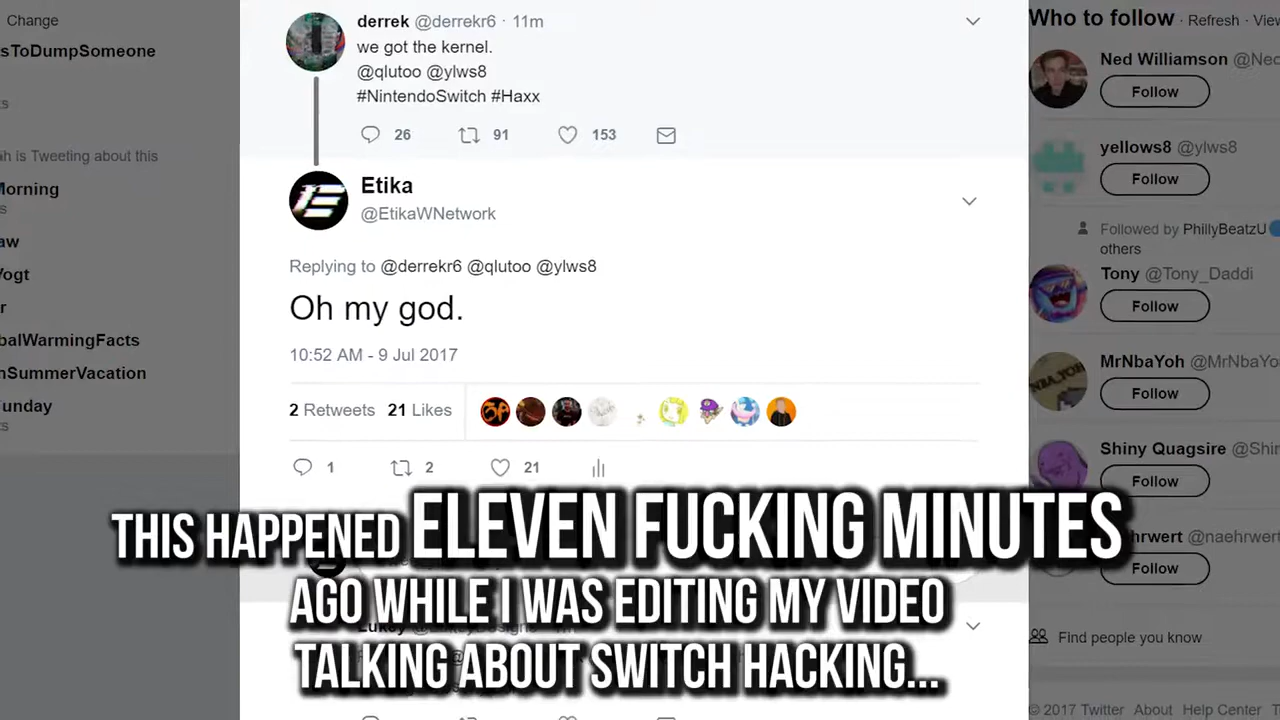 Change
sToDumpSomeone
s
h is Tweeting about this
Morning
s
aw
Yogt
r
balWarmingFacts
nSummerVacation
unday
s
derrek @derrekr6 · 11m
we got the kernel.
@qlutoo @ylws8
#NintendoSwitch #Haxx
26 91 153
Etika
@EtikaWNetwork
Replying to @derrekr6 @qlutoo @ylws8
Oh my god.
10:52 AM - 9 Jul 2017
2 Retweets 21 Likes
1 2 21
THIS HAPPENED ELEVEN FUCKING MINUTES
AGO WHILE I WAS EDITING MY VIDEO
TALKING ABOUT SWITCH HACKING...
Who to follow · Refresh · View
Ned Williamson @Ned
Follow
yellows8 @ylws8
Follow
Followed by PhillyBeatzU
others
Tony @Tony_Daddi
Follow
MrNbaYoh @MrNbaYo
Follow
Shiny Quagsire @Shin
Follow
hrwert @naehrwert
Follow
Find people you know
© 2017 Twitter About Help Center T